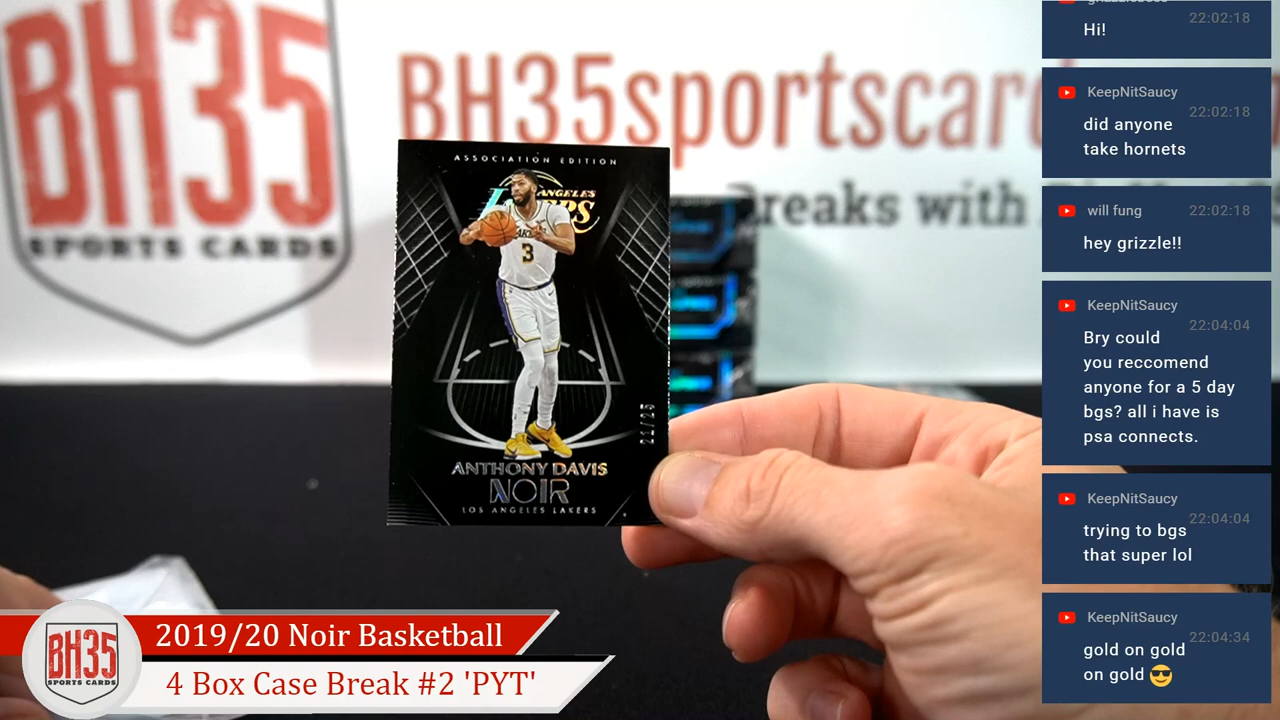 BH35
SPORTS CARDS
BH35sportscar
reaks with
ASSOCIATION EDITION
ANGELES
3
21/25
ANTHONY DAVIS
NOIR
LOS ANGELES LAKERS
BH35
SPORTS CARDS
2019/20 Noir Basketball
4 Box Case Break #2 'PYT'
22:02:18
Hi!
KeepNitSaucy
22:02:18
did anyone
take hornets
will fung
22:02:18
hey grizzle!!
KeepNitSaucy
22:04:04
Bry could
you reccomend
anyone for a 5 day
bgs? all i have is
psa connects.
KeepNitSaucy
22:04:04
trying to bgs
that super lol
KeepNitSaucy
22:04:34
gold on gold
on gold 😎